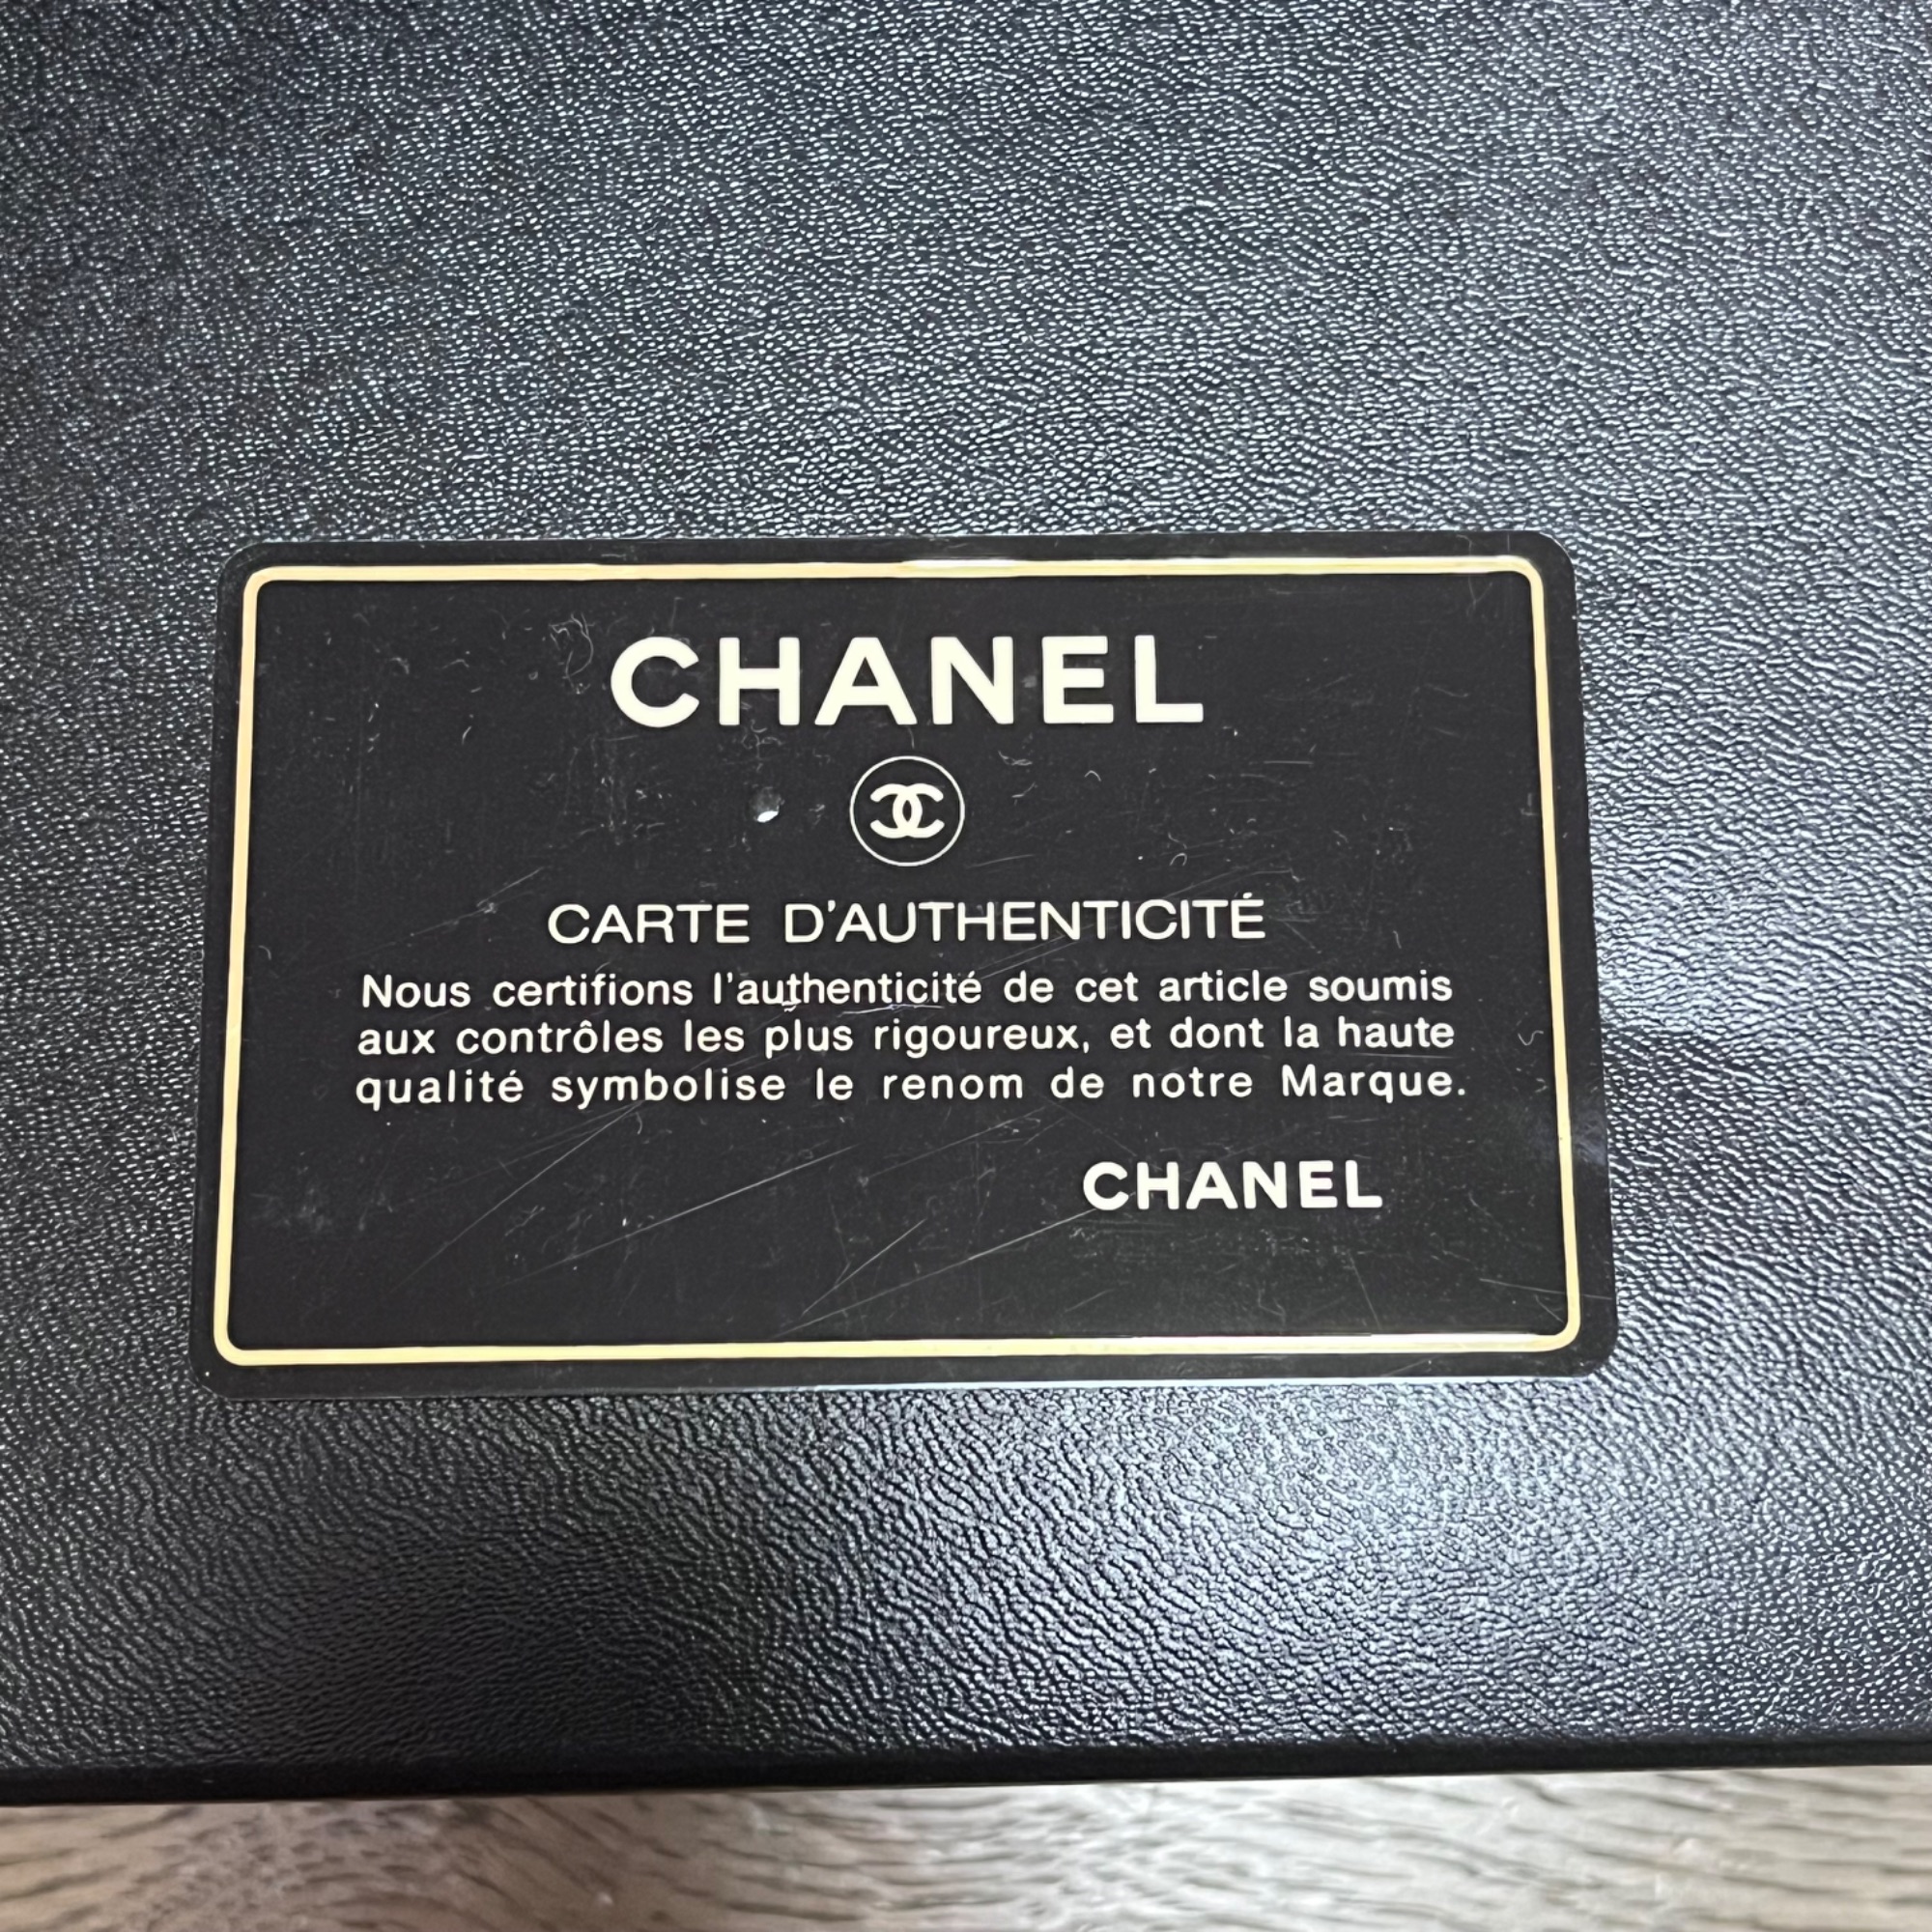 CHANEL
CARTE D'AUTHENTICITÉ
Nous certifions l'authenticité de cet article soumis
aux contrôles les plus rigoureux, et dont la haute
qualité symbolise le renom de notre Marque.
CHANEL